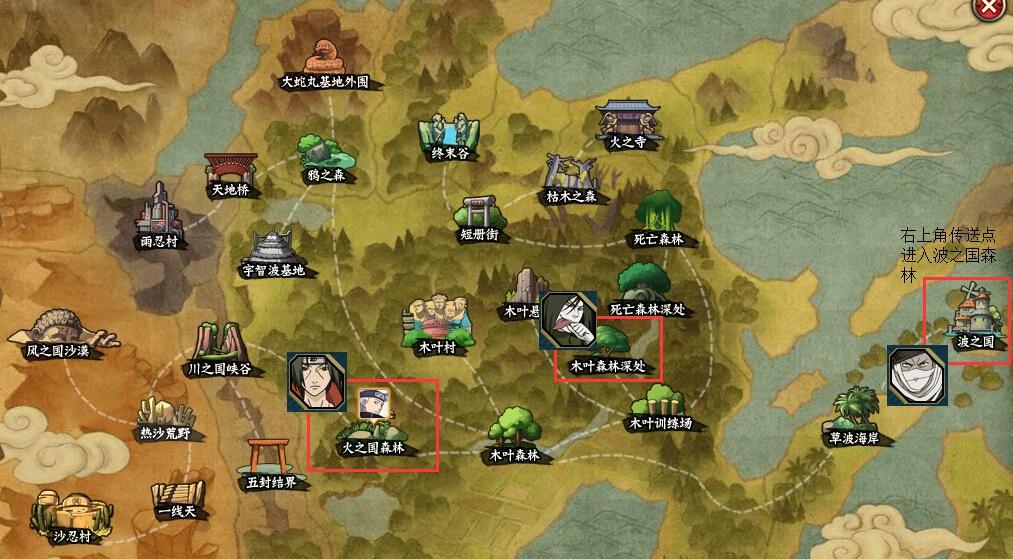 大蛇丸基地外围
终末谷
火之寺
鸦之森
天地桥
枯木之森
雨忍村
短册街
死亡森林
右上角传送点
进入波之国森
林
宇智波基地
木叶悬
死亡森林深处
波之国
木叶村
风之国沙漠
川之国峡谷
木叶森林深处
热沙荒野
木叶训练场
草波海岸
火之国森林
木叶森林
五封结界
一线天
沙忍村